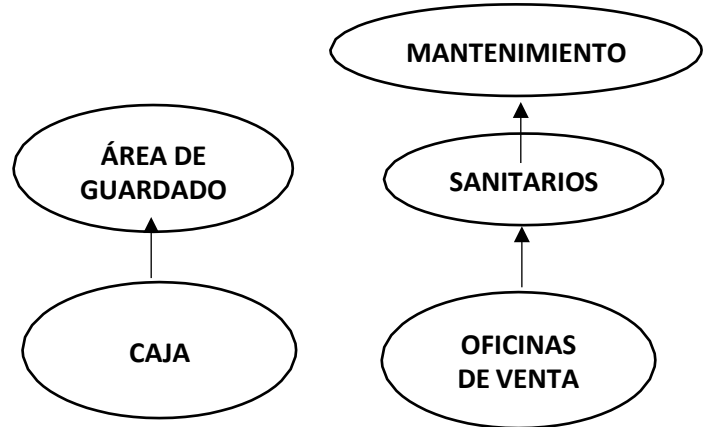 MANTENIMIENTO
ÁREA DE
GUARDADO
SANITARIOS
CAJA
OFICINAS
DE VENTA